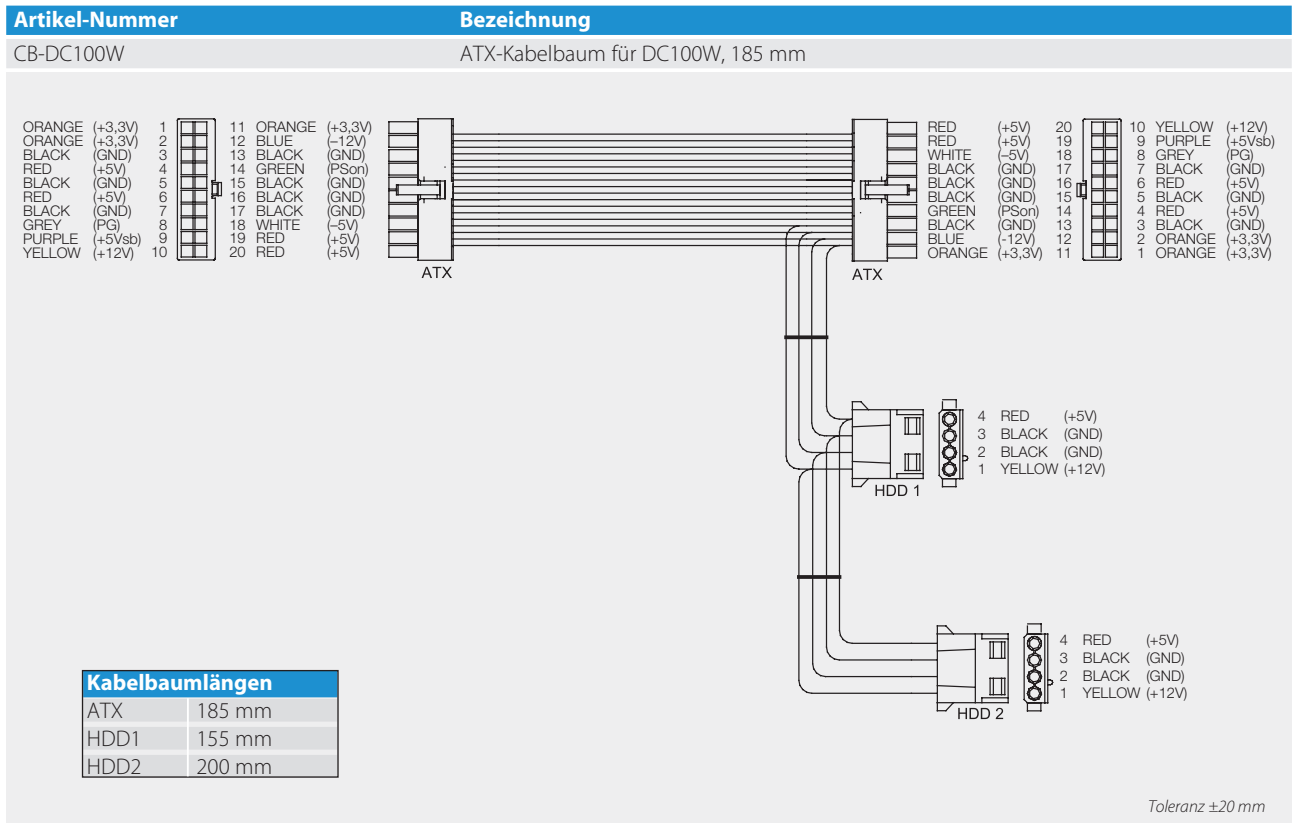 Artikel-Nummer Bezeichnung
CB-DC100W ATX-Kabelbaum für DC100W, 185 mm
ORANGE (+3,3V) 1 11 ORANGE (+3,3V)
ORANGE (+3,3V) 2 12 BLUE (–12V)
BLACK (GND) 3 13 BLACK (GND)
RED (+5V) 4 14 GREEN (PSon)
BLACK (GND) 5 15 BLACK (GND)
RED (+5V) 6 16 BLACK (GND)
BLACK (GND) 7 17 BLACK (GND)
GREY (PG) 8 18 WHITE (–5V)
PURPLE (+5Vsb) 9 19 RED (+5V)
YELLOW (+12V) 10 20 RED (+5V)
ATX
ATX
RED (+5V) 20 10 YELLOW (+12V)
RED (+5V) 19 9 PURPLE (+5Vsb)
WHITE (–5V) 18 8 GREY (PG)
BLACK (GND) 17 7 BLACK (GND)
BLACK (GND) 16 6 RED (+5V)
BLACK (GND) 15 5 BLACK (GND)
GREEN (PSon) 14 4 RED (+5V)
BLACK (GND) 13 3 BLACK (GND)
BLUE (-12V) 12 2 ORANGE (+3,3V)
ORANGE (+3,3V) 11 1 ORANGE (+3,3V)
4 RED (+5V)
3 BLACK (GND)
2 BLACK (GND)
1 YELLOW (+12V)
HDD 1
4 RED (+5V)
3 BLACK (GND)
2 BLACK (GND)
1 YELLOW (+12V)
HDD 2
Kabelbaumlängen
ATX 185 mm
HDD1 155 mm
HDD2 200 mm
Toleranz ±20 mm